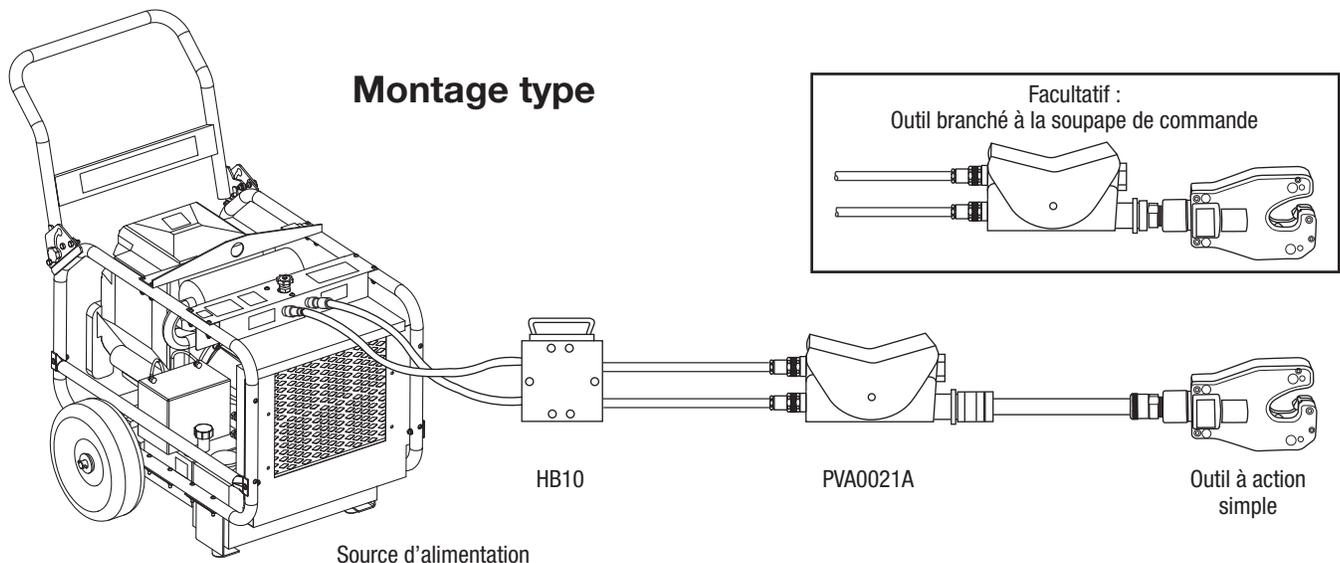 Montage type
Facultatif :
Outil branché à la soupape de commande
HB10
PVA0021A
Outil à action
simple
Source d’alimentation